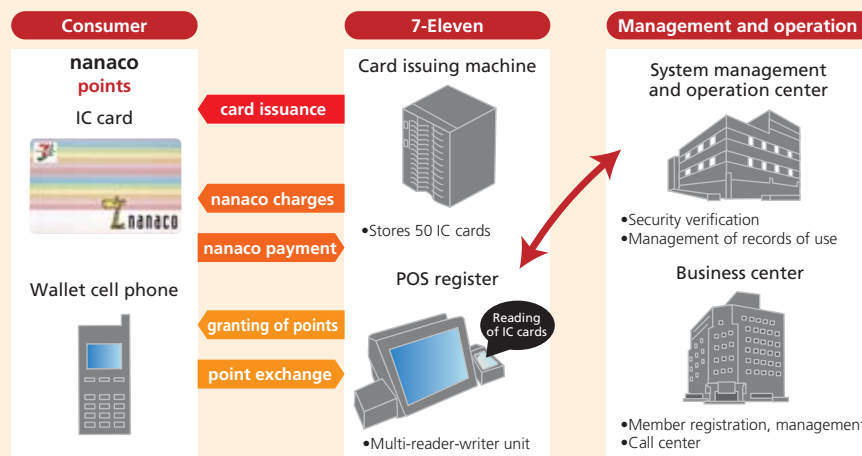 Consumer
nanaco
points
IC card
nanaco
Wallet cell phone
card issuance
nanaco charges
nanaco payment
granting of points
point exchange
7-Eleven
Card issuing machine
•Stores 50 IC cards
POS register
Reading
of IC cards
•Multi-reader-writer unit
Management and operation
System management
and operation center
•Security verification
•Management of records of use
Business center
•Member registration, management
•Call center